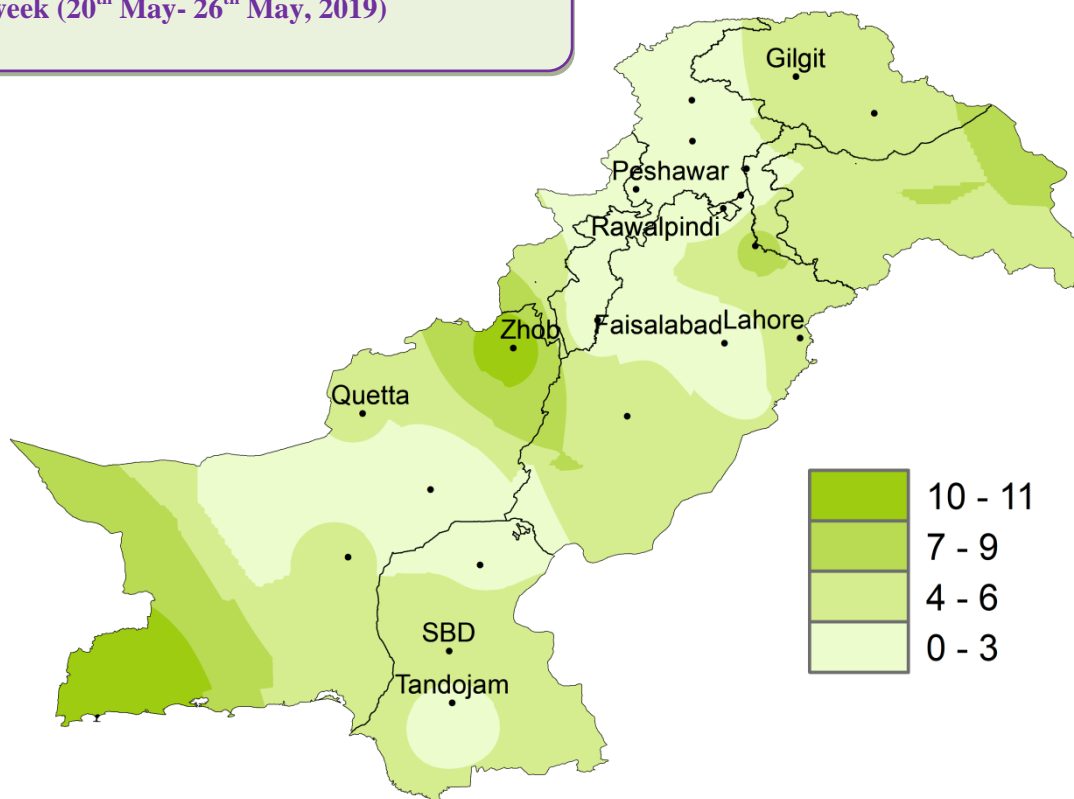 week (20th May- 26th May, 2019)
Gilgit
Peshawar
Rawalpindi
Zhob
Faisalabad
Lahore
Quetta
10 - 11
7 - 9
4 - 6
0 - 3
SBD
Tandojam